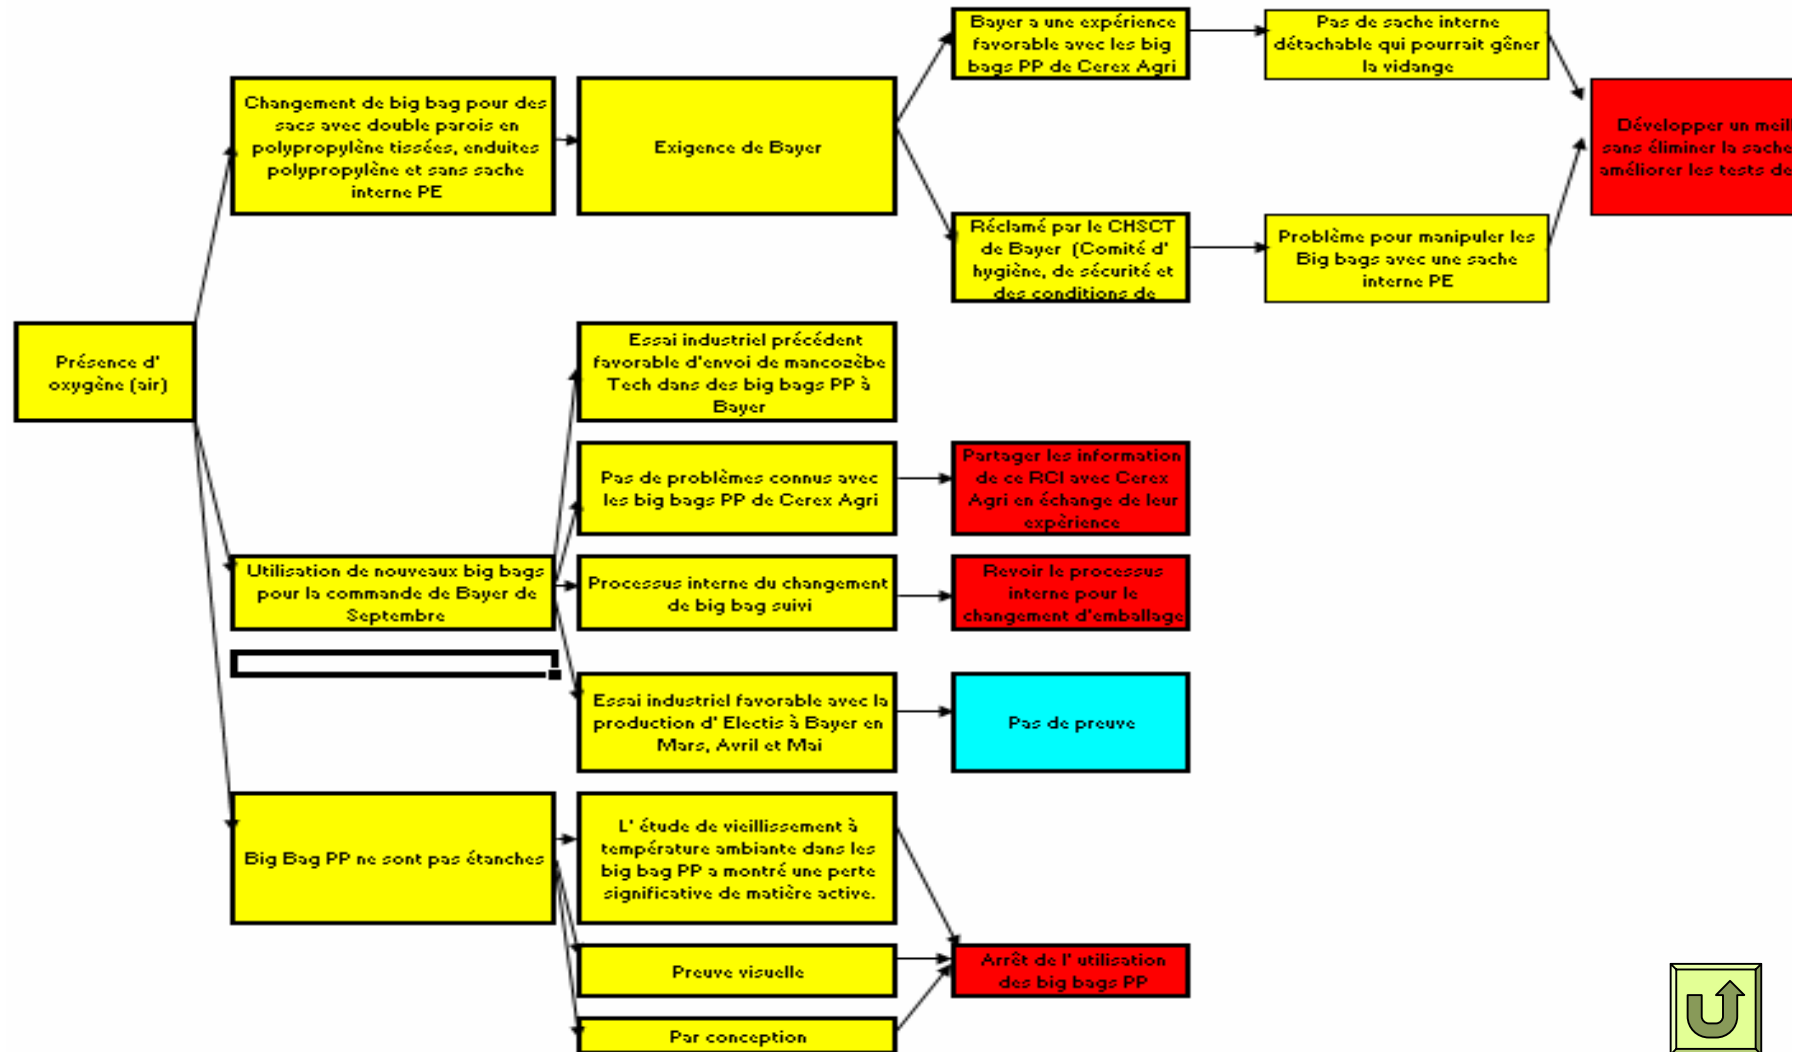 Bayer a une expérience
favorable avec les big
bags PP de Cerex Agri
Pas de sache interne
détachable qui pourrait gêner
la vidange
Changement de big bag pour des
sacs avec double parois en
polypropylène tissées, enduites
polypropylène et sans sache
interne PE
Exigence de Bayer
Développer un meil
sans éliminer la sache
améliorer les tests de
Réclamé par le CHSCT
de Bayer (Comité d'
hygiène, de sécurité et
des conditions de
Problème pour manipuler les
Big bags avec une sache
interne PE
Présence d'
oxygène (air)
Essai industriel précédent
favorable d'envoi de mancozèbe
Tech dans des big bags PP à
Bayer
Pas de problèmes connus avec
les big bags PP de Cerex Agri
Partager les information
de ce RCI avec Cerex
Agri en échange de leur
expèrience
Utilisation de nouveaux big bags
pour la commande de Bayer de
Septembre
Processus interne du changement
de big bag suivi
Revoir le processus
interne pour le
changement d'emballage
Essai industriel favorable avec la
production d' Electis à Bayer en
Mars, Avril et Mai
Pas de preuve
Big Bag PP ne sont pas étanches
L' étude de vieillissement à
température ambiante dans les
big bag PP a montré une perte
significative de matière active.
Preuve visuelle
Arrêt de l' utilisation
des big bags PP
Par conception